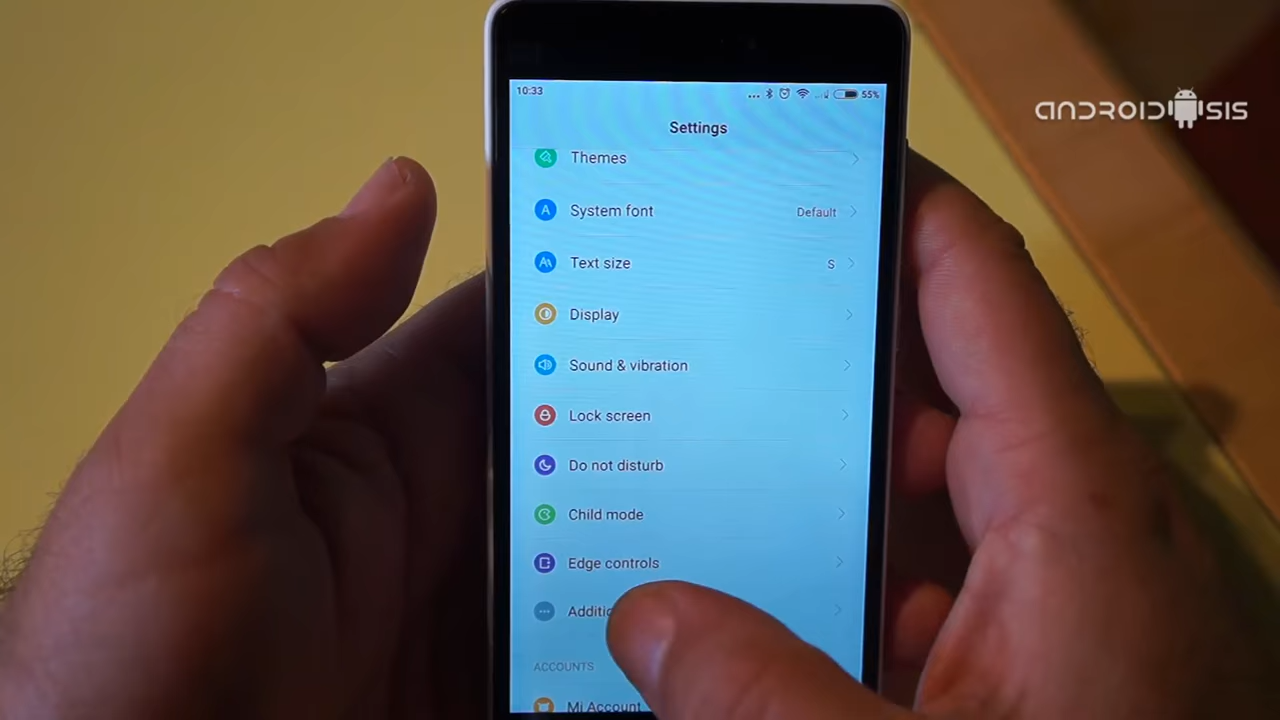 10:33
55%
ANDROIDSIS
Settings
Themes
System font Default
Text size S
Display
Sound & vibration
Lock screen
Do not disturb
Child mode
Edge controls
ACCOUNTS
Mi Account